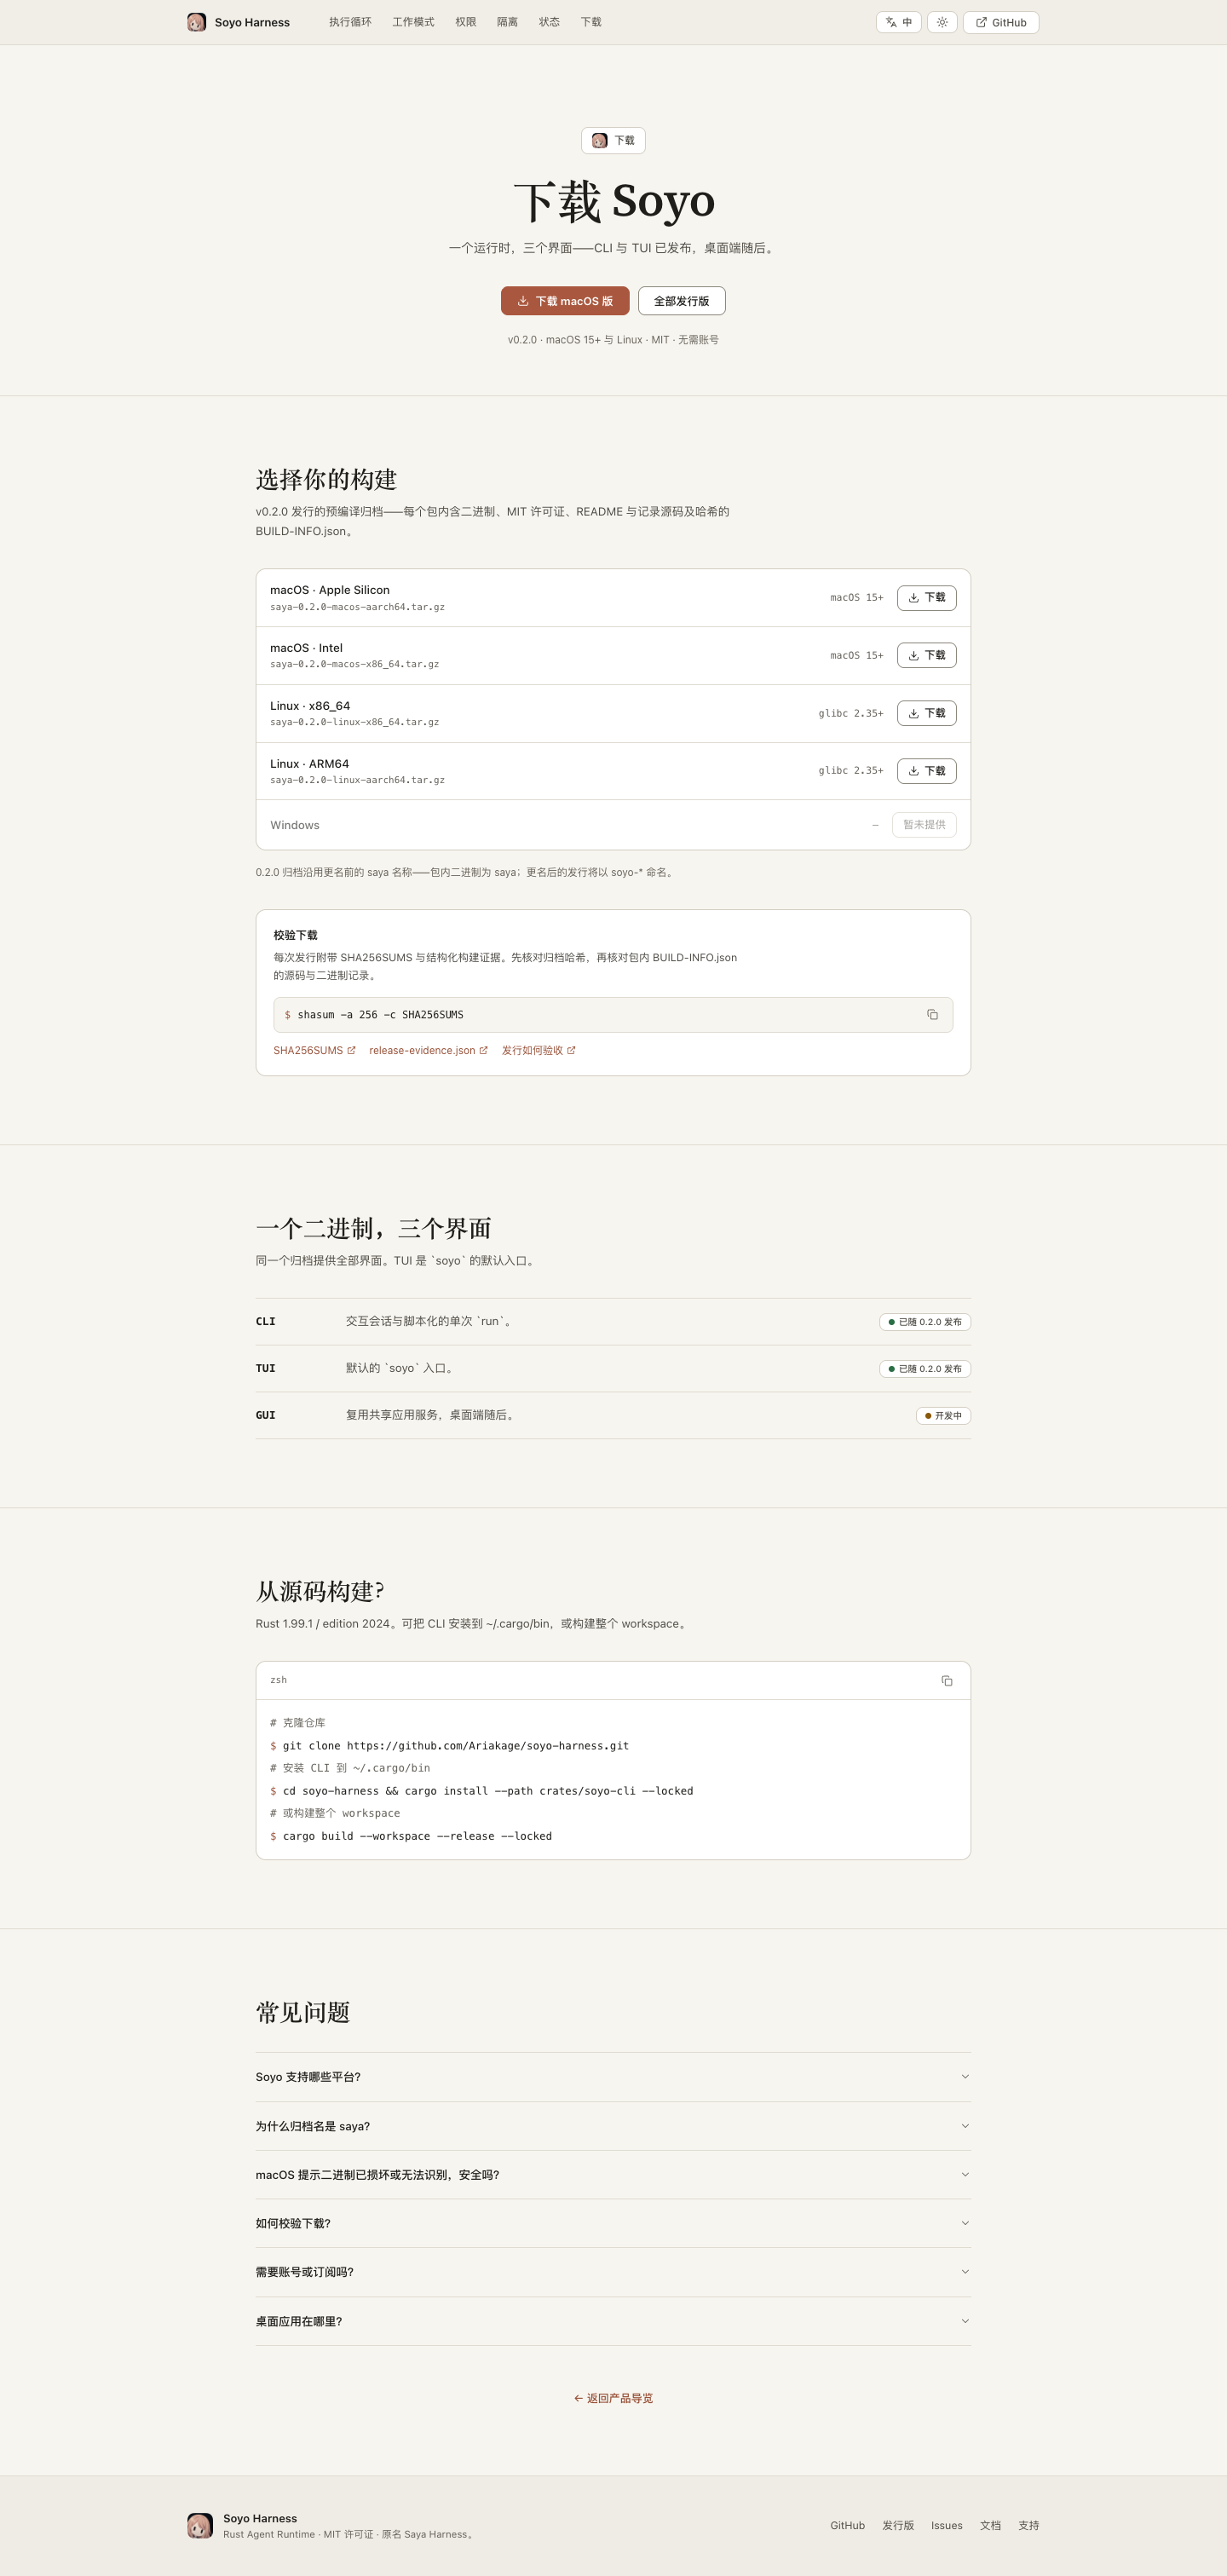 Soyo Harness 执行循环 工作模式 权限 隔离 状态 下载 中 GitHub
下载
下载 Soyo
一个运行时，三个界面——CLI 与 TUI 已发布，桌面端随后。
下载 macOS 版 全部发行版
v0.2.0 · macOS 15+ 与 Linux · MIT · 无需账号
选择你的构建
v0.2.0 发行的预编译归档——每个包内含二进制、MIT 许可证、README 与记录源码及哈希的
BUILD-INFO.json。
macOS · Apple Silicon
saya-0.2.0-macos-aarch64.tar.gz
macOS 15+ 下载
macOS · Intel
saya-0.2.0-macos-x86_64.tar.gz
macOS 15+ 下载
Linux · x86_64
saya-0.2.0-linux-x86_64.tar.gz
glibc 2.35+ 下载
Linux · ARM64
saya-0.2.0-linux-aarch64.tar.gz
glibc 2.35+ 下载
Windows — 暂未提供
0.2.0 归档沿用更名前的 saya 名称——包内二进制为 saya；更名后的发行将以 soyo-* 命名。
校验下载
每次发行附带 SHA256SUMS 与结构化构建证据。先核对归档哈希，再核对包内 BUILD-INFO.json
的源码与二进制记录。
$ shasum -a 256 -c SHA256SUMS
SHA256SUMS release-evidence.json 发行如何验收
一个二进制，三个界面
同一个归档提供全部界面。TUI 是 `soyo` 的默认入口。
CLI 交互会话与脚本化的单次 `run`。 已随 0.2.0 发布
TUI 默认的 `soyo` 入口。 已随 0.2.0 发布
GUI 复用共享应用服务，桌面端随后。 开发中
从源码构建?
Rust 1.99.1 / edition 2024。可把 CLI 安装到 ~/.cargo/bin，或构建整个 workspace。
zsh
# 克隆仓库
$ git clone https://github.com/Ariakage/soyo-harness.git
# 安装 CLI 到 ~/.cargo/bin
$ cd soyo-harness && cargo install --path crates/soyo-cli --locked
# 或构建整个 workspace
$ cargo build --workspace --release --locked
常见问题
Soyo 支持哪些平台?
为什么归档名是 saya?
macOS 提示二进制已损坏或无法识别，安全吗?
如何校验下载?
需要账号或订阅吗?
桌面应用在哪里?
← 返回产品导览
Soyo Harness
Rust Agent Runtime · MIT 许可证 · 原名 Saya Harness。
GitHub 发行版 Issues 文档 支持